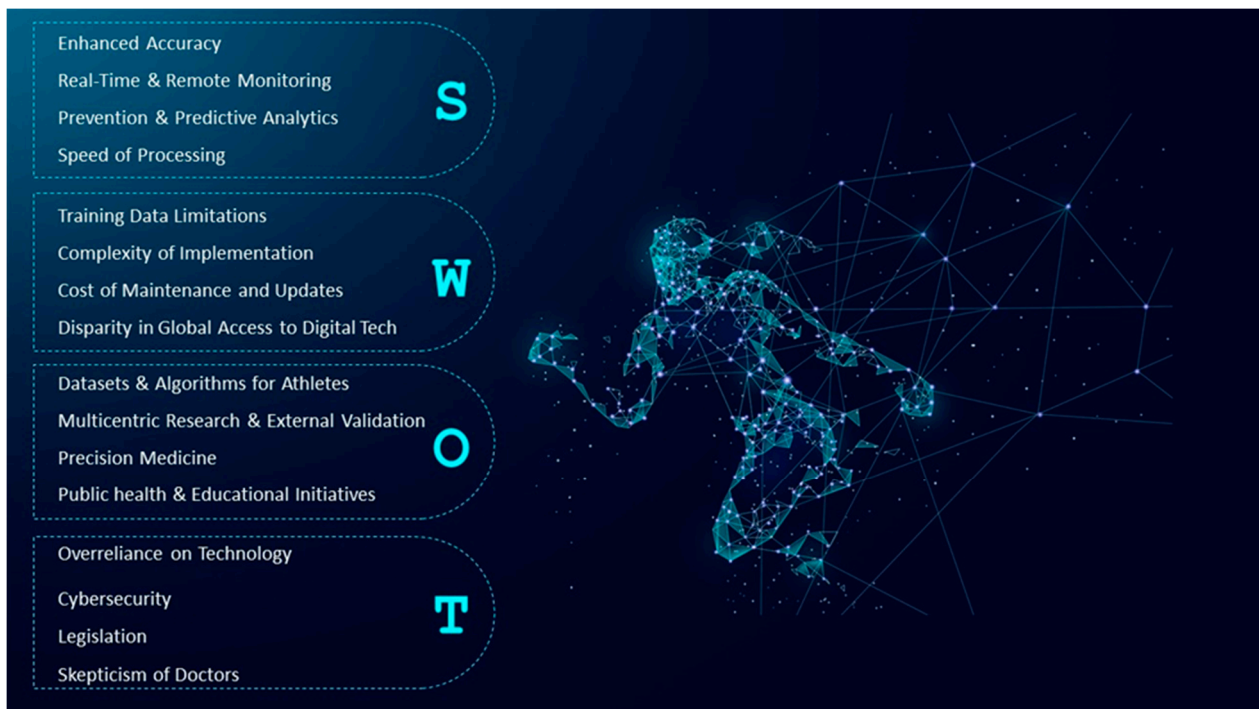 Enhanced Accuracy
Real-Time & Remote Monitoring
Prevention & Predictive Analytics
Speed of Processing
S
Training Data Limitations
Complexity of Implementation
Cost of Maintenance and Updates
Disparity in Global Access to Digital Tech
W
Datasets & Algorithms for Athletes
Multicentric Research & External Validation
Precision Medicine
Public health & Educational Initiatives
O
Overreliance on Technology
Cybersecurity
Legislation
Skepticism of Doctors
T